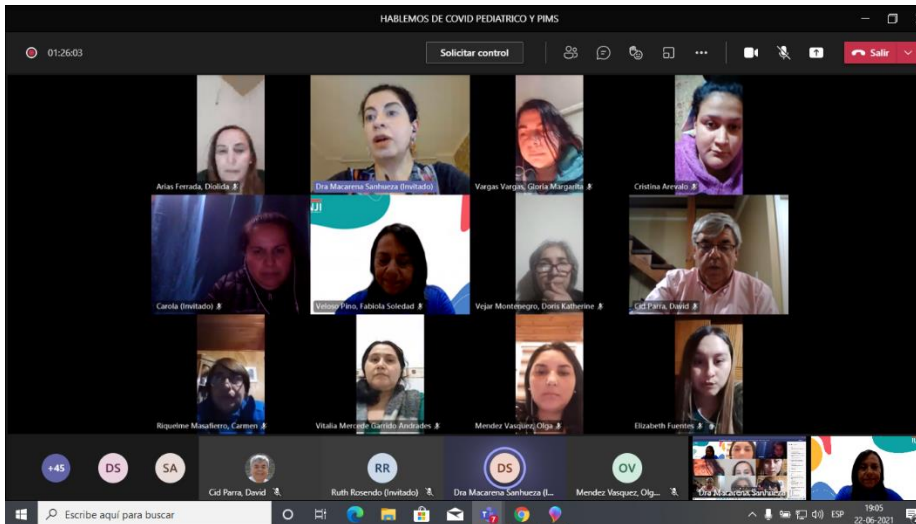 HABLEMOS DE COVID PEDIATRICO Y PIMS
01:26:03
Solicitar control
Salir
Arias Ferrada, Diolida
Dra Macarena Sanhueza (Invitado)
Vargas Vargas, Gloria Margarita
Cristina Arevalo
NJI
Carola (Invitado)
Veloso Pino, Fabiola Soledad
Vejar Montenegro, Doris Katherine
Cid Parra, David
Riquelme Masafierro, Carmen
Vitalia Mercede Garrido Andrades
Mendez Vasquez, Olga
Elizabeth Fuentes
+45
DS
SA
RR
DS
OV
Cid Parra, David
Ruth Rosendo (Invitado)
Dra Macarena Sanhueza (I...
Mendez Vasquez, Olg...
Dra Macarena Sanhueza (I
Escribe aquí para buscar
ESP
19:05
22-06-2021